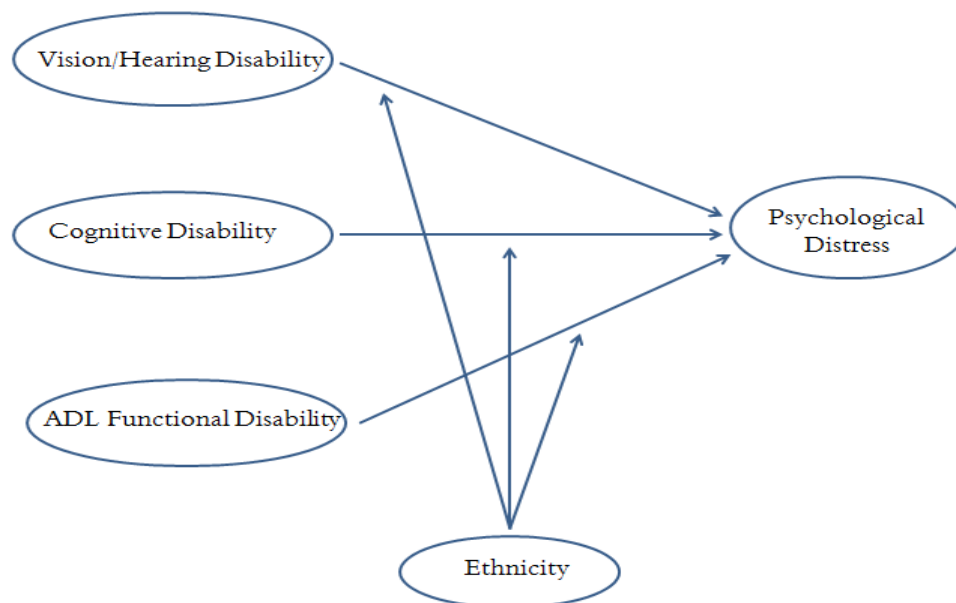 Vision/Hearing Disability
Cognitive Disability
Psychological
Distress
ADL Functional Disability
Ethnicity